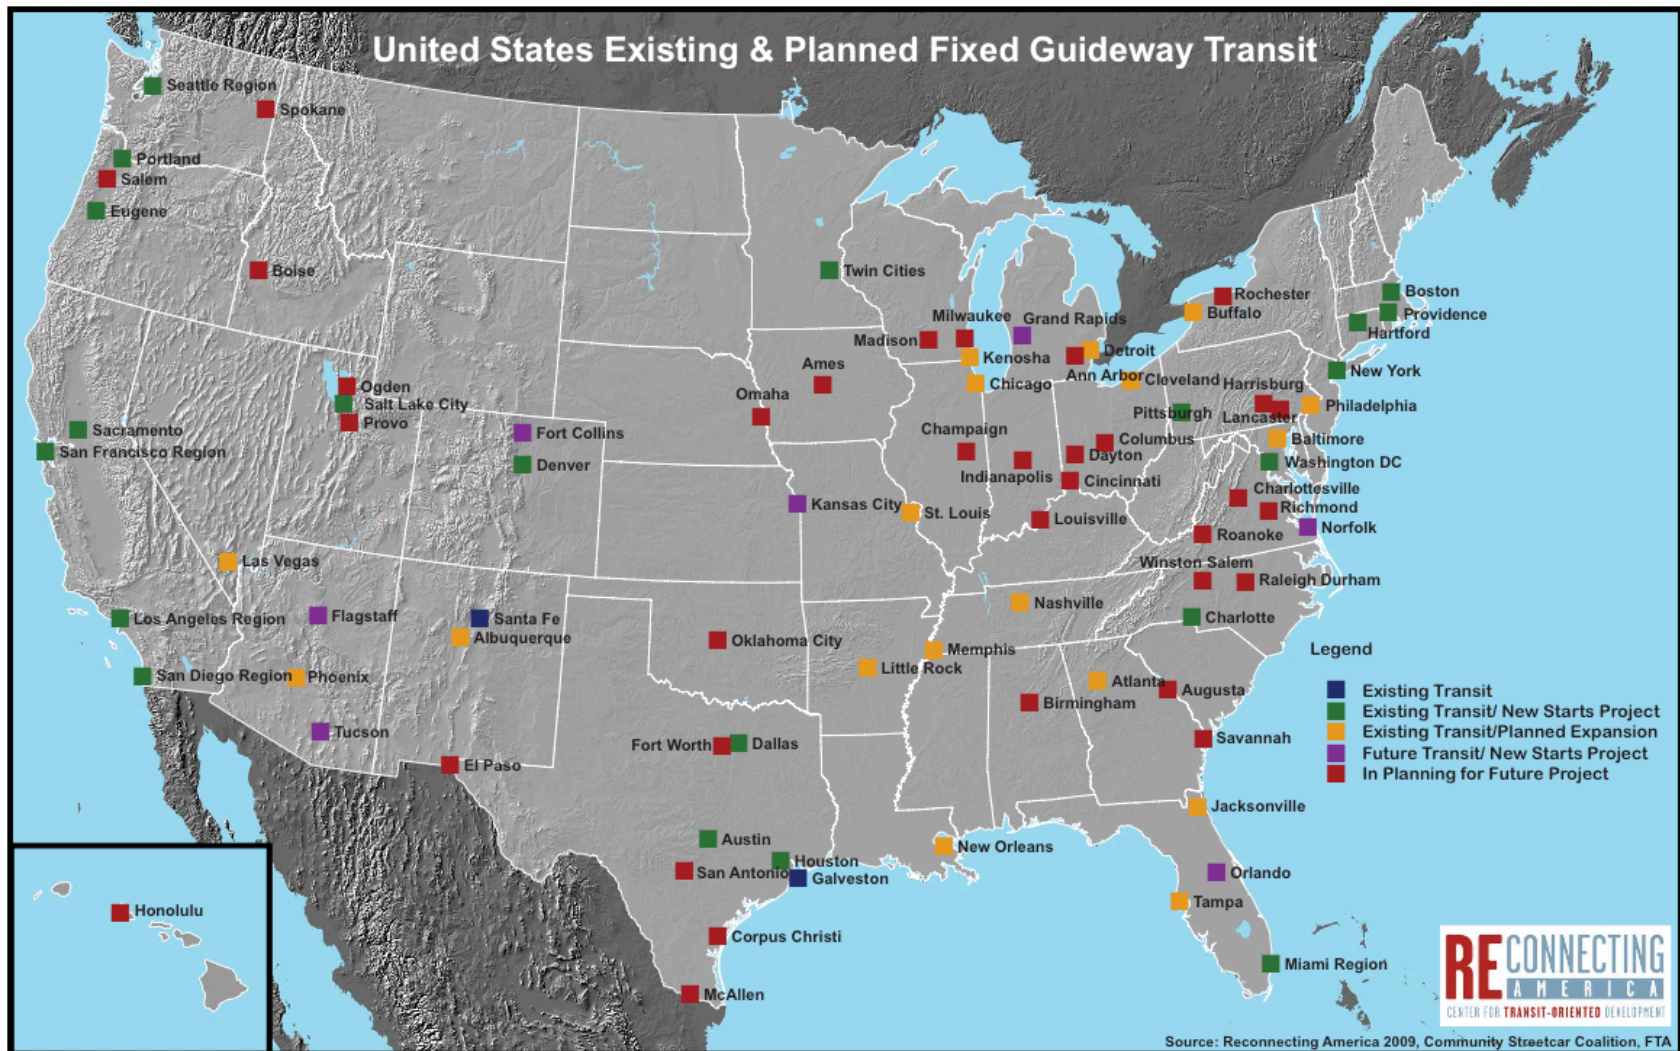 United States Existing & Planned Fixed Guideway Transit
Seattle Region
Spokane
Portland
Salem
Eugene
Boise
Twin Cities
Rochester
Buffalo
Boston
Providence
Hartford
Milwaukee
Grand Rapids
Madison
Kenosha
Detroit
Ann Arbor
Ames
Chicago
Cleveland
Harrisburg
New York
Omaha
Ogden
Salt Lake City
Provo
Pittsburgh
Lancaster
Philadelphia
Sacramento
San Francisco Region
Fort Collins
Denver
Champaign
Columbus
Baltimore
Indianapolis
Dayton
Washington DC
Cincinnati
Charlottesville
Kansas City
St. Louis
Louisville
Richmond
Norfolk
Roanoke
Las Vegas
Winston Salem
Raleigh Durham
Los Angeles Region
Flagstaff
Santa Fe
Albuquerque
Nashville
Charlotte
Oklahoma City
Memphis
Little Rock
San Diego Region
Phoenix
Atlanta
Augusta
Birmingham
Tucson
Fort Worth
Dallas
Savannah
El Paso
Jacksonville
Austin
Houston
New Orleans
San Antonio
Galveston
Orlando
Tampa
Honolulu
Corpus Christi
Miami Region
McAllen
Legend
Existing Transit
Existing Transit/ New Starts Project
Existing Transit/Planned Expansion
Future Transit/ New Starts Project
In Planning for Future Project
RECONNECTING
AMERICA
CENTER FOR TRANSIT-ORIENTED DEVELOPMENT
Source: Reconnecting America 2009, Community Streetcar Coalition, FTA